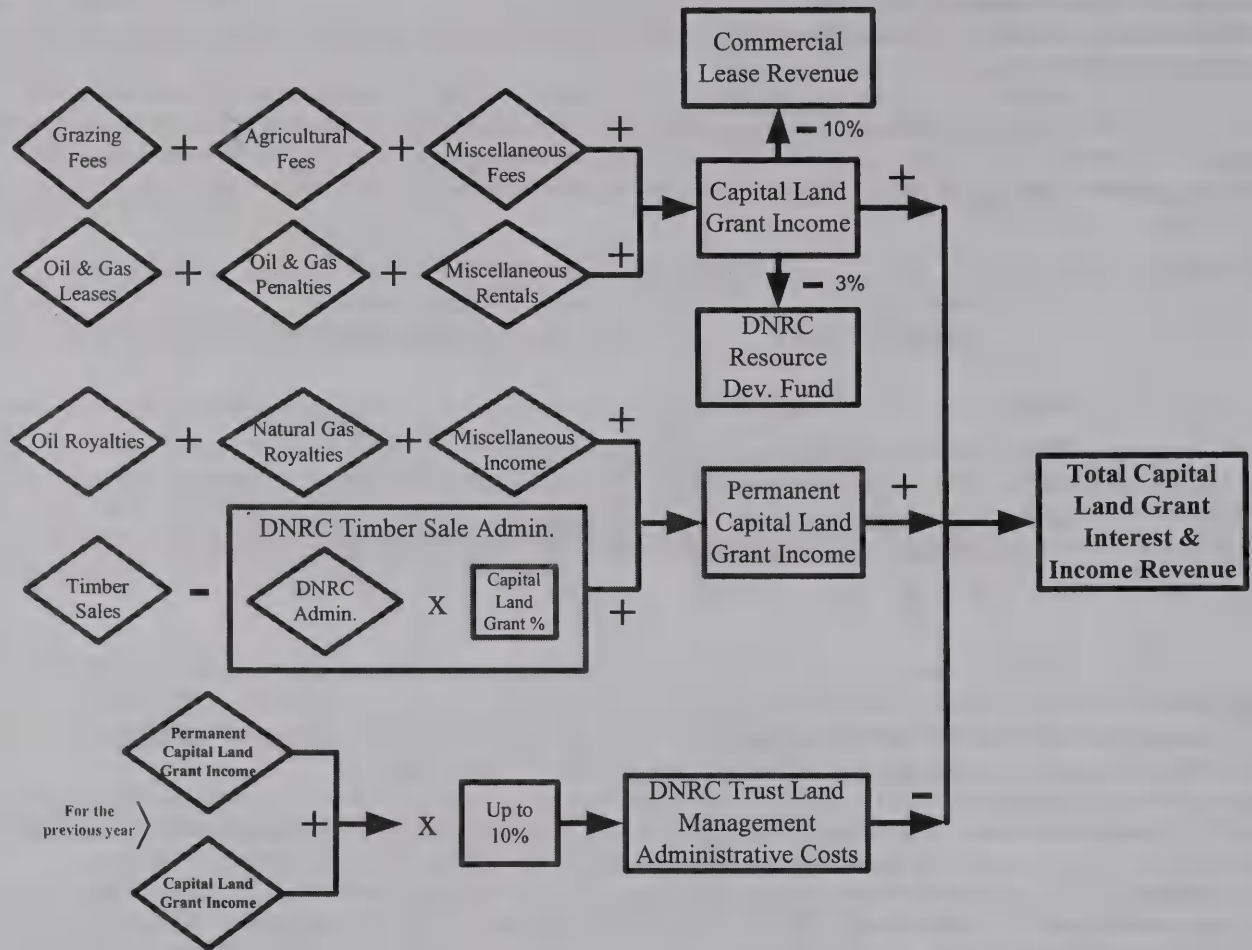 Commercial
Lease Revenue
− 10%
Grazing
Fees
+
Agricultural
Fees
+
Miscellaneous
Fees
+
Capital Land
Grant Income
+
Oil & Gas
Leases
+
Oil & Gas
Penalties
+
Miscellaneous
Rentals
+
− 3%
DNRC
Resource
Dev. Fund
Oil Royalties
+
Natural Gas
Royalties
+
Miscellaneous
Income
+
Permanent
Capital Land
Grant Income
+
Total Capital
Land Grant
Interest &
Income Revenue
Timber
Sales
−
DNRC Timber Sale Admin.
DNRC
Admin.
X
Capital
Land
Grant %
+
For the
previous year
Permanent
Capital Land
Grant Income
+
Capital Land
Grant Income
X
Up to
10%
DNRC Trust Land
Management
Administrative Costs
−